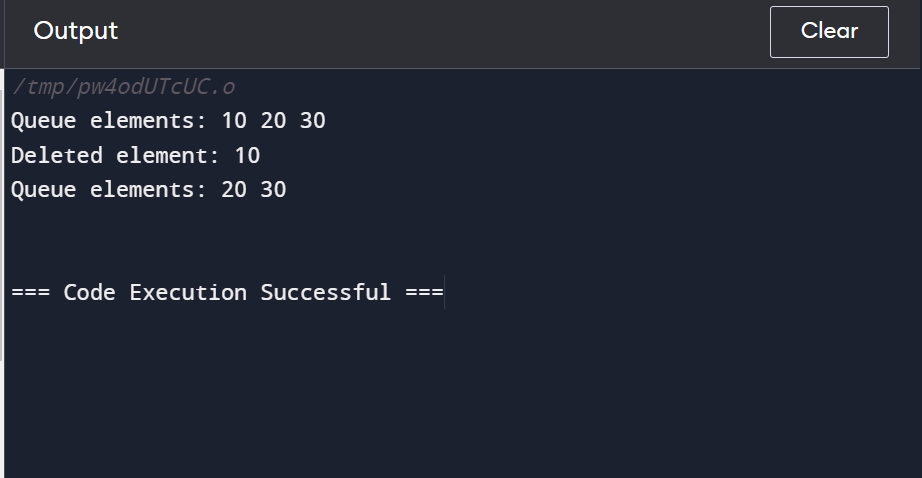 Output
Clear
/tmp/pw4odUTcUC.o
Queue elements: 10 20 30
Deleted element: 10
Queue elements: 20 30
=== Code Execution Successful ===